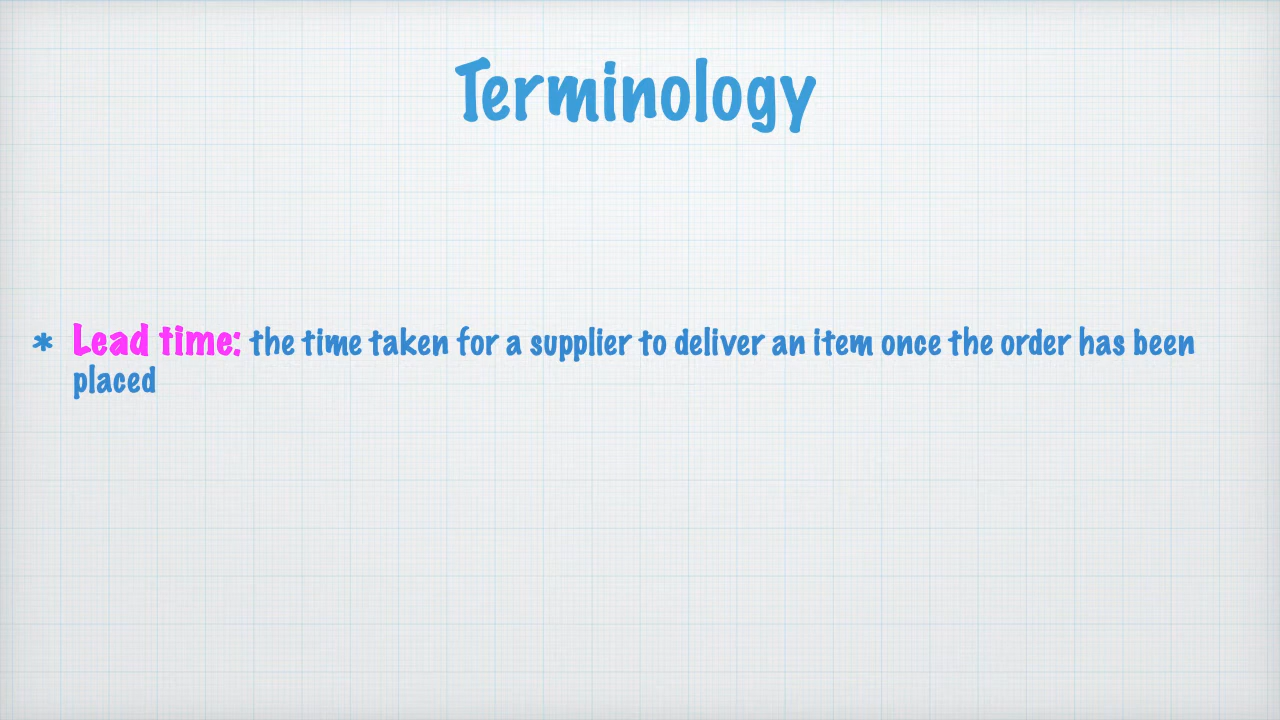 Terminology
* Lead time: the time taken for a supplier to deliver an item once the order has been
placed